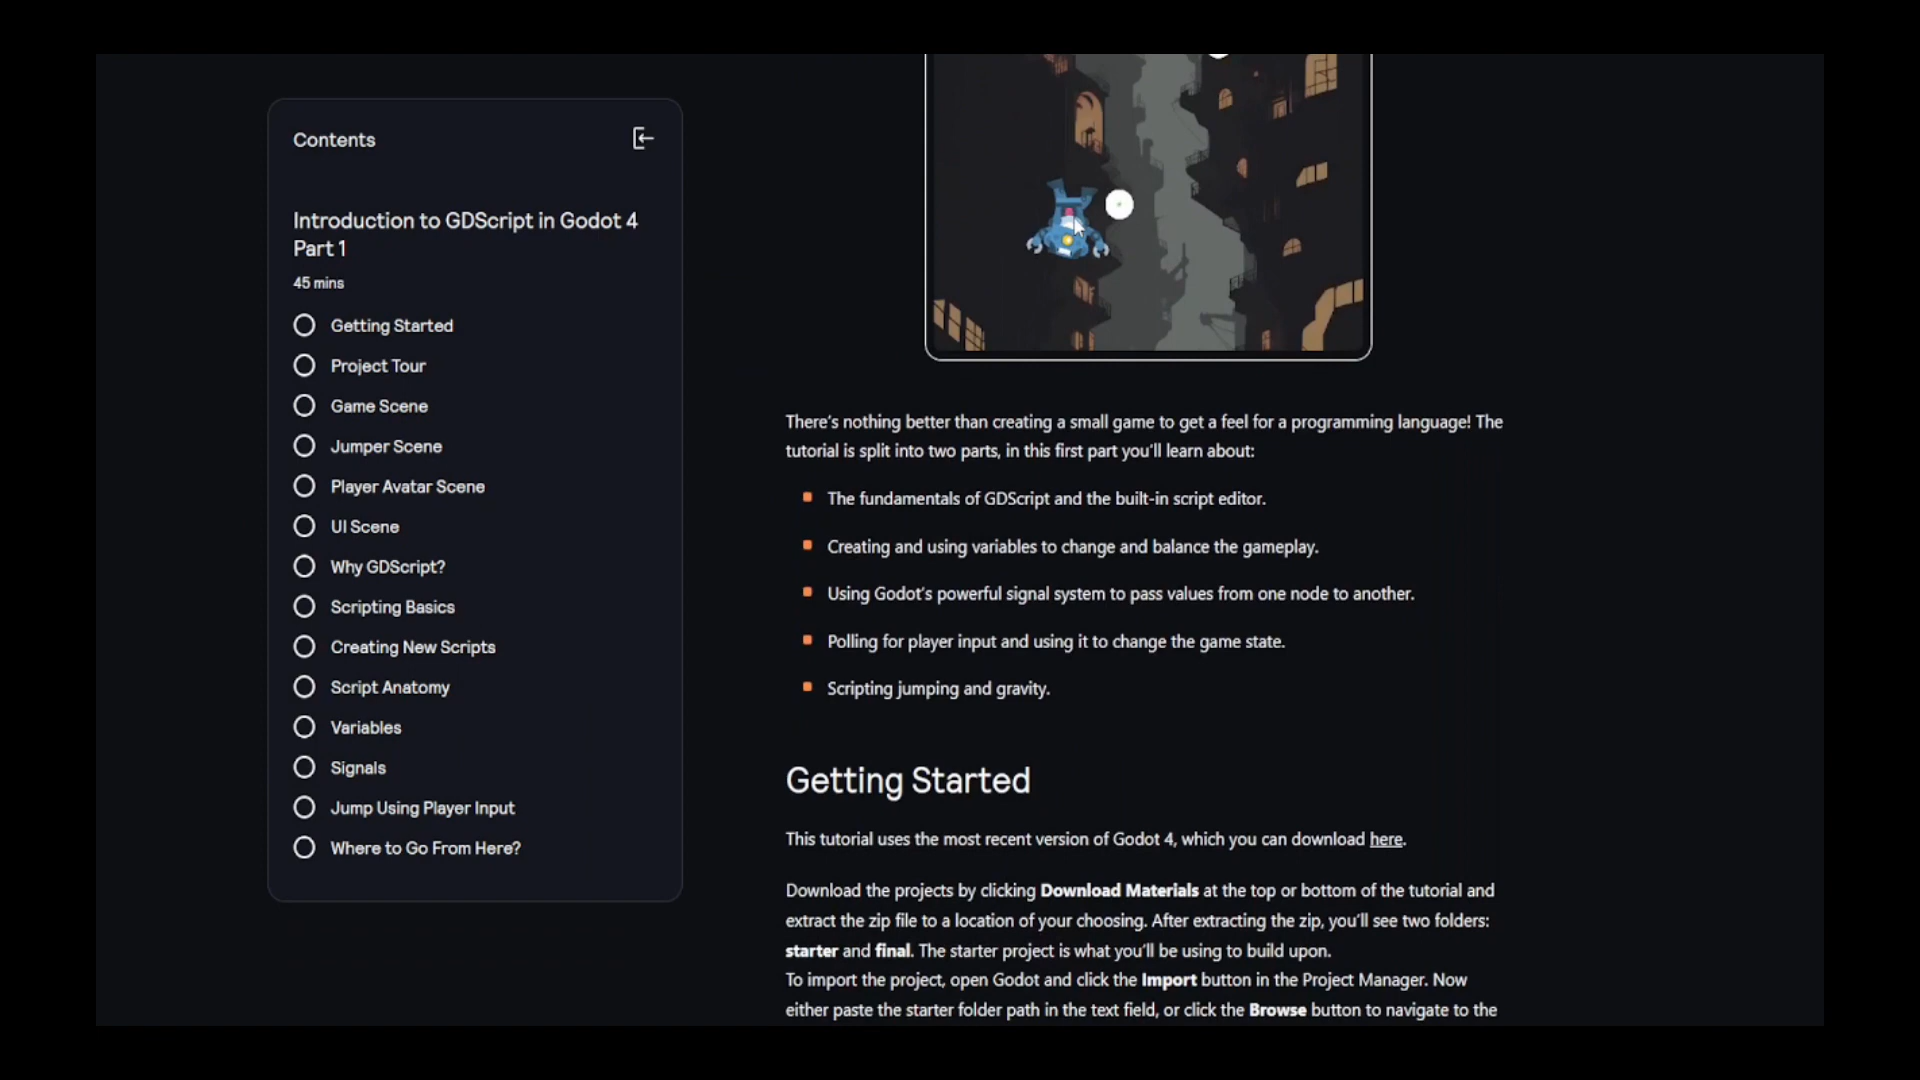 Contents
Introduction to GDScript in Godot 4
Part 1
45 mins
Getting Started
Project Tour
Game Scene
Jumper Scene
Player Avatar Scene
UI Scene
Why GDScript?
Scripting Basics
Creating New Scripts
Script Anatomy
Variables
Signals
Jump Using Player Input
Where to Go From Here?
There's nothing better than creating a small game to get a feel for a programming language! The
tutorial is split into two parts, in this first part you'll learn about:
The fundamentals of GDScript and the built-in script editor.
Creating and using variables to change and balance the gameplay.
Using Godot's powerful signal system to pass values from one node to another.
Polling for player input and using it to change the game state.
Scripting jumping and gravity.
Getting Started
This tutorial uses the most recent version of Godot 4, which you can download here.
Download the projects by clicking Download Materials at the top or bottom of the tutorial and
extract the zip file to a location of your choosing. After extracting the zip, you'll see two folders:
starter and final. The starter project is what you'll be using to build upon.
To import the project, open Godot and click the Import button in the Project Manager. Now
either paste the starter folder path in the text field, or click the Browse button to navigate to the